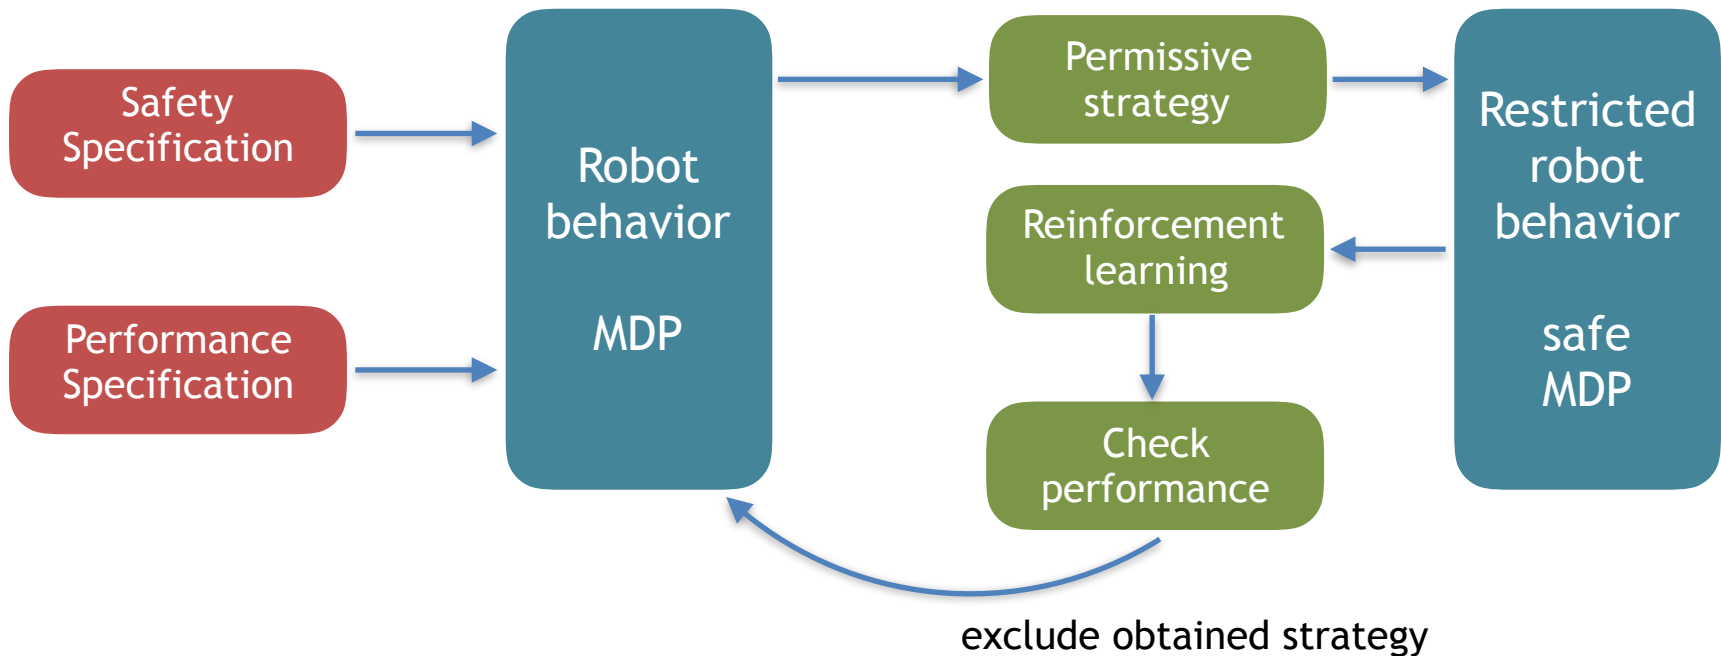 Safety
Specification
Performance
Specification
Robot
behavior
MDP
Permissive
strategy
Reinforcement
learning
Check
performance
Restricted
robot
behavior
safe
MDP
exclude obtained strategy